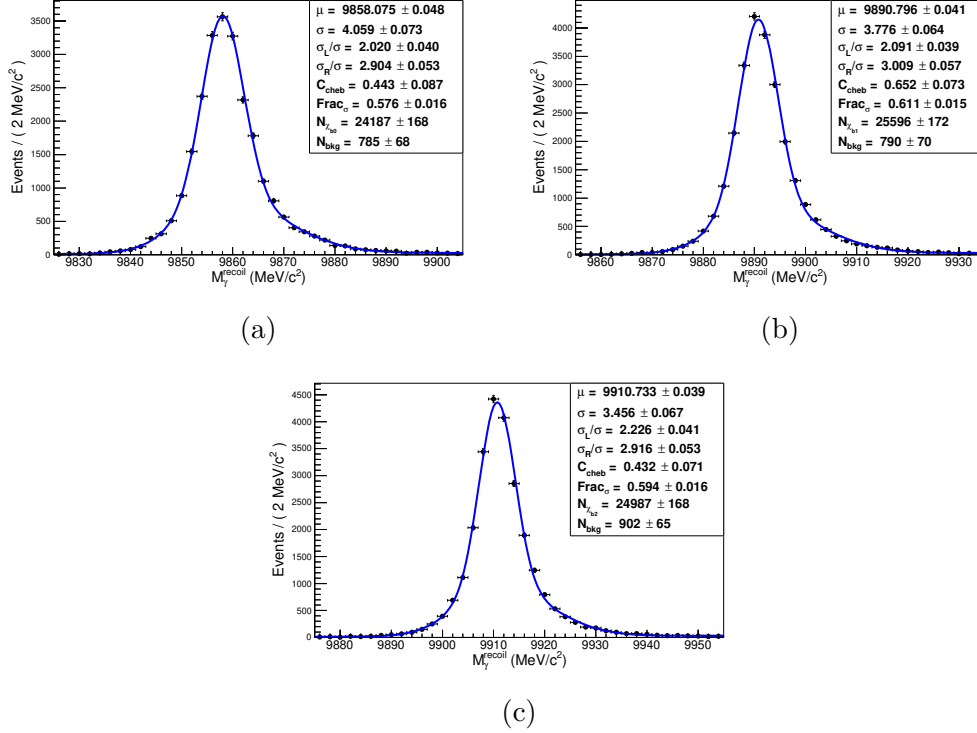 Events / ( 2 MeV/c²)
3500
3000
2500
2000
1500
1000
500
0
μ = 9858.075 ± 0.048
σ = 4.059 ± 0.073
σ_L/σ = 2.020 ± 0.040
σ_R/σ = 2.904 ± 0.053
C_cheb = 0.443 ± 0.087
Frac_σ = 0.576 ± 0.016
N_χ_b0 = 24187 ± 168
N_bkg = 785 ± 68
9830 9840 9850 9860 9870 9880 9890 9900
M_γ^recoil (MeV/c²)
(a)
Events / ( 2 MeV/c²)
4000
3500
3000
2500
2000
1500
1000
500
0
μ = 9890.796 ± 0.041
σ = 3.776 ± 0.064
σ_L/σ = 2.091 ± 0.039
σ_R/σ = 3.009 ± 0.057
C_cheb = 0.652 ± 0.073
Frac_σ = 0.611 ± 0.015
N_χ_b1 = 25596 ± 172
N_bkg = 790 ± 70
9860 9870 9880 9890 9900 9910 9920 9930
M_γ^recoil (MeV/c²)
(b)
Events / ( 2 MeV/c²)
4500
4000
3500
3000
2500
2000
1500
1000
500
0
μ = 9910.733 ± 0.039
σ = 3.456 ± 0.067
σ_L/σ = 2.226 ± 0.041
σ_R/σ = 2.916 ± 0.053
C_cheb = 0.432 ± 0.071
Frac_σ = 0.594 ± 0.016
N_χ_b2 = 24987 ± 168
N_bkg = 902 ± 65
9880 9890 9900 9910 9920 9930 9940 9950
M_γ^recoil (MeV/c²)
(c)